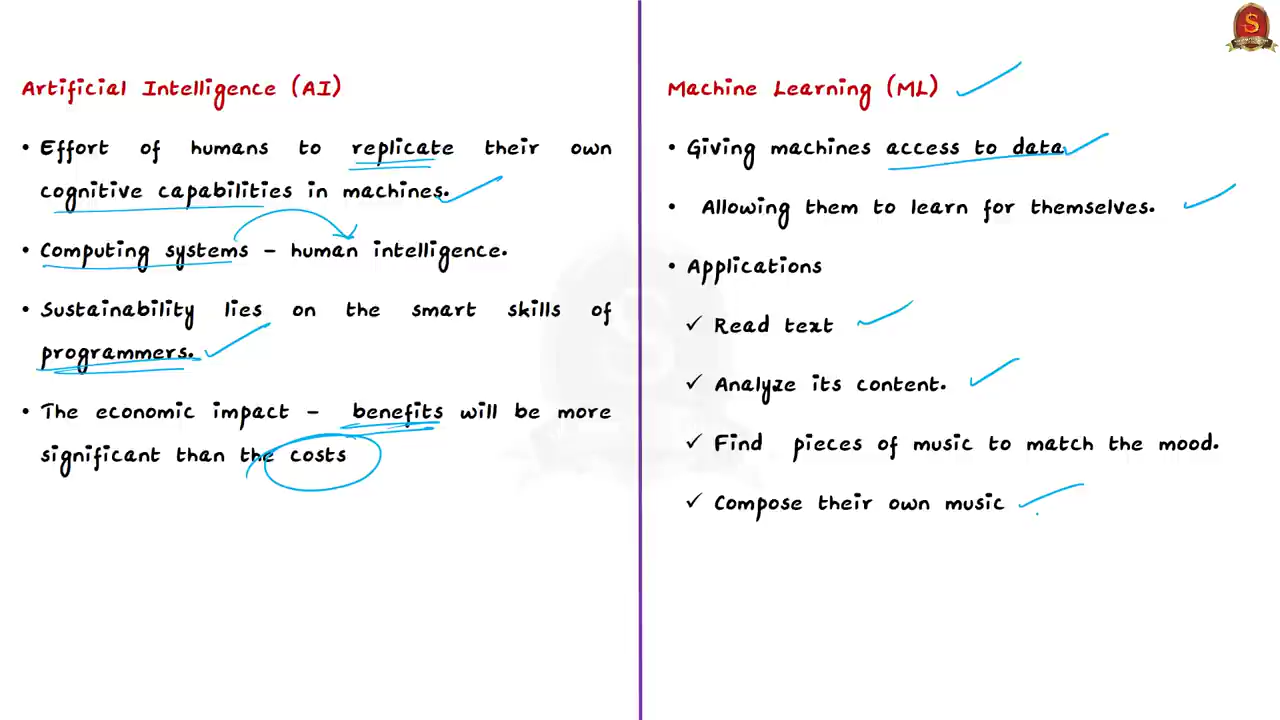 Artificial Intelligence (AI)
• Effort of humans to replicate their own
cognitive capabilities in machines.
• Computing systems – human intelligence.
• Sustainability lies on the smart skills of
programmers.
• The economic impact – benefits will be more
significant than the costs
Machine Learning (ML)
• Giving machines access to data
• Allowing them to learn for themselves.
• Applications
✓ Read text
✓ Analyze its content.
✓ Find pieces of music to match the mood.
✓ Compose their own music
S